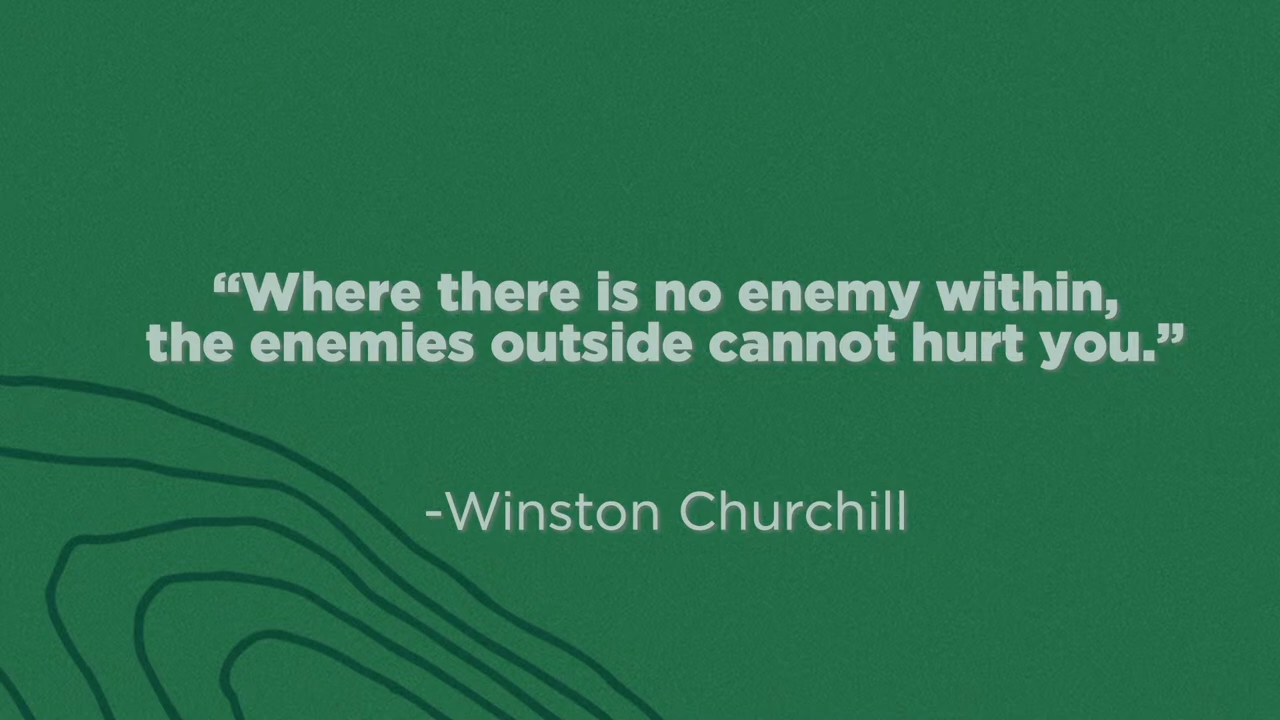 “Where there is no enemy within,
the enemies outside cannot hurt you.”
-Winston Churchill